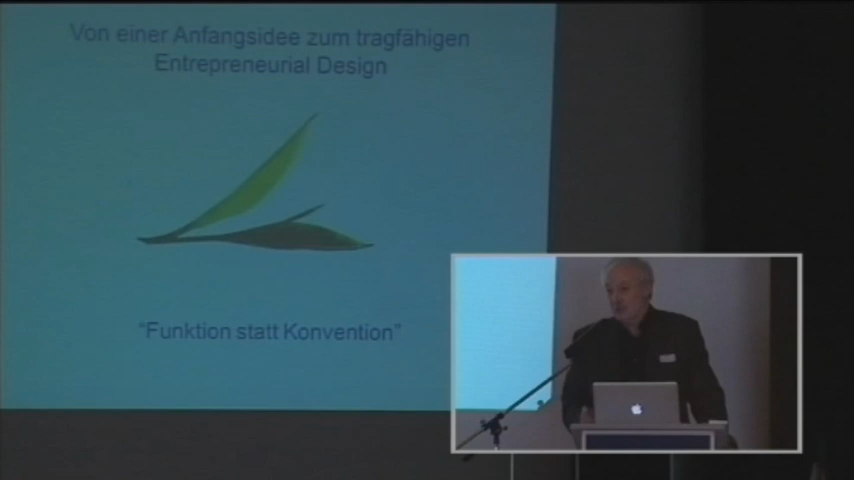 Von einer Anfangsidee zum tragfähigen
Entrepreneurial Design
"Funktion statt Konvention"